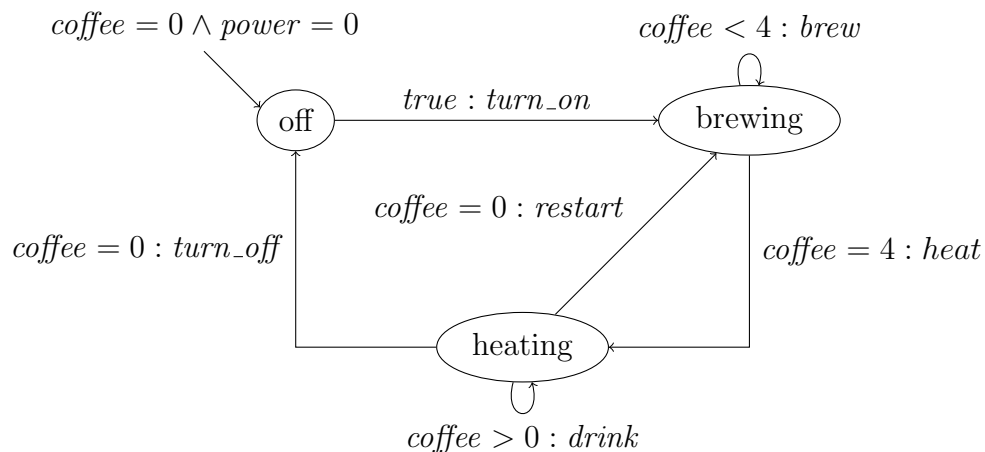 coffee = 0 ∧ power = 0
coffee < 4 : brew
off
true : turn_on
brewing
coffee = 0 : restart
coffee = 0 : turn_off
coffee = 4 : heat
heating
coffee > 0 : drink